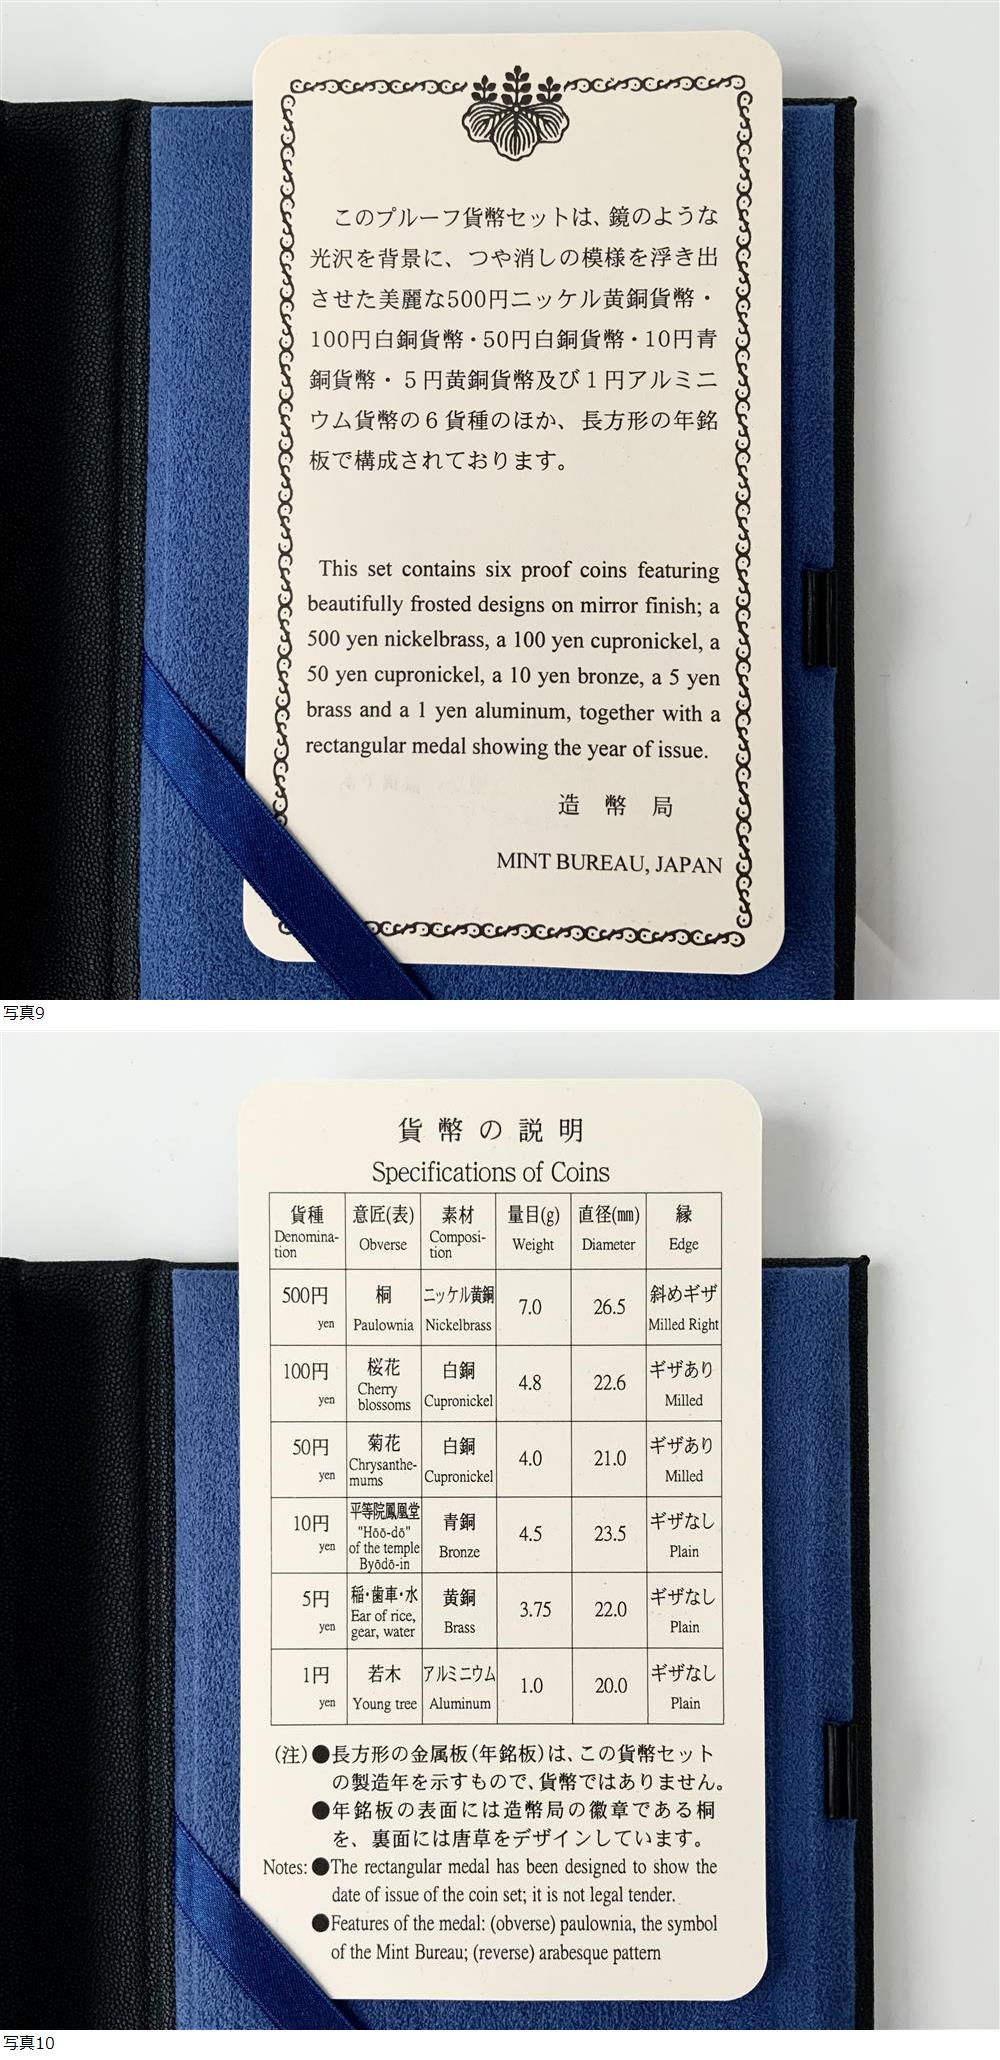 このプルーフ貨幣セットは、鏡のような
光沢を背景に、つや消しの模様を浮き出
させた美麗な500円ニッケル黄銅貨幣・
100円白銅貨幣・50円白銅貨幣・10円青
銅貨幣・5円黄銅貨幣及び1円アルミニ
ウム貨幣の6貨種のほか、長方形の年銘
板で構成されております。
This set contains six proof coins featuring
beautifully frosted designs on mirror finish; a
500 yen nickelbrass, a 100 yen cupronickel, a
50 yen cupronickel, a 10 yen bronze, a 5 yen
brass and a 1 yen aluminum, together with a
rectangular medal showing the year of issue.
造幣局
MINT BUREAU, JAPAN
写真9
貨幣の説明
Specifications of Coins
貨種 意匠(表) 素材 量目(g) 直径(㎜) 縁
Denomina-
tion Obverse Composi-
tion Weight Diameter Edge
500円 桐 ニッケル黄銅 7.0 26.5 斜めギザ
yen Paulownia Nickelbrass Milled Right
100円 桜花 白銅 4.8 22.6 ギザあり
yen Cherry
blossoms Cupronickel Milled
50円 菊花 白銅 4.0 21.0 ギザあり
yen Chrysanthe-
mums Cupronickel Milled
10円 平等院鳳凰堂 青銅 4.5 23.5 ギザなし
yen "Hōō-dō"
of the temple
Byōdō-in Bronze Plain
5円 稲・歯車・水 黄銅 3.75 22.0 ギザなし
yen Ear of rice,
gear, water Brass Plain
1円 若木 アルミニウム 1.0 20.0 ギザなし
yen Young tree Aluminum Plain
(注)●長方形の金属板(年銘板)は、この貨幣セット
の製造年を示すもので、貨幣ではありません。
●年銘板の表面には造幣局の徽章である桐
を、裏面には唐草をデザインしています。
Notes: ●The rectangular medal has been designed to show the
date of issue of the coin set; it is not legal tender.
●Features of the medal: (obverse) paulownia, the symbol
of the Mint Bureau; (reverse) arabesque pattern
写真10